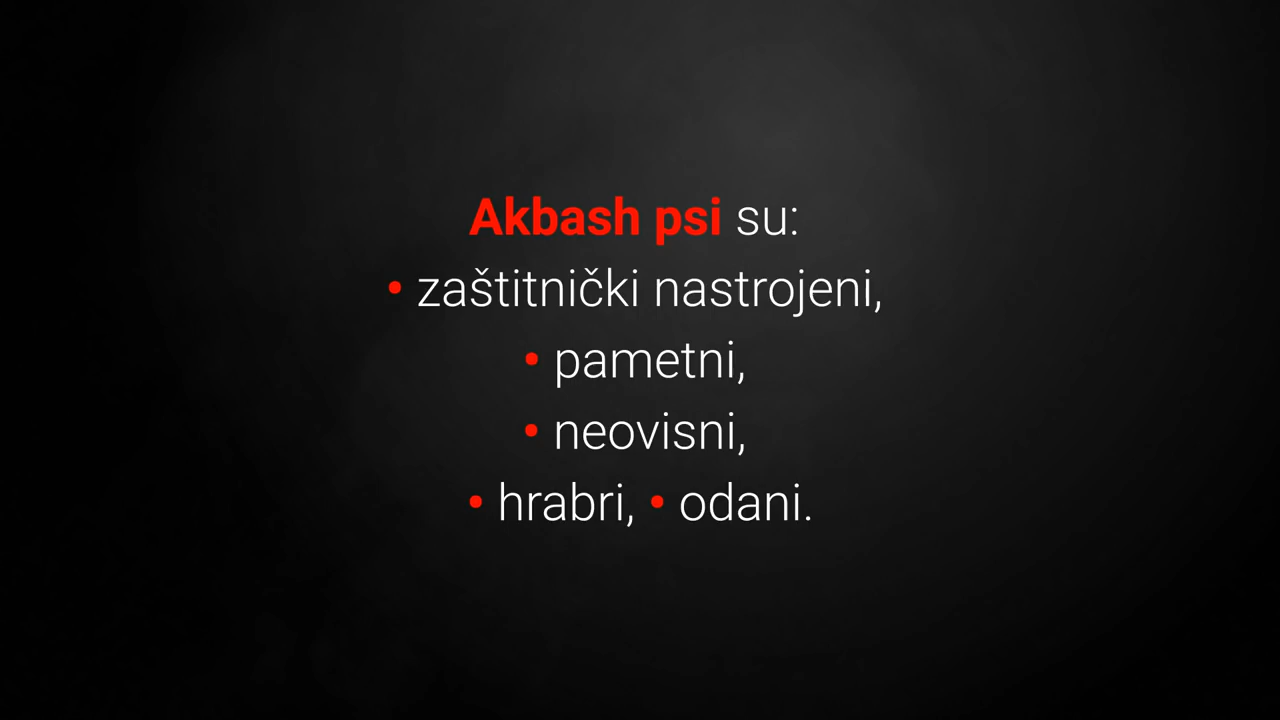 Akbash psi su:
• zaštitnički nastrojeni,
• pametni,
• neovisni,
• hrabri, • odani.